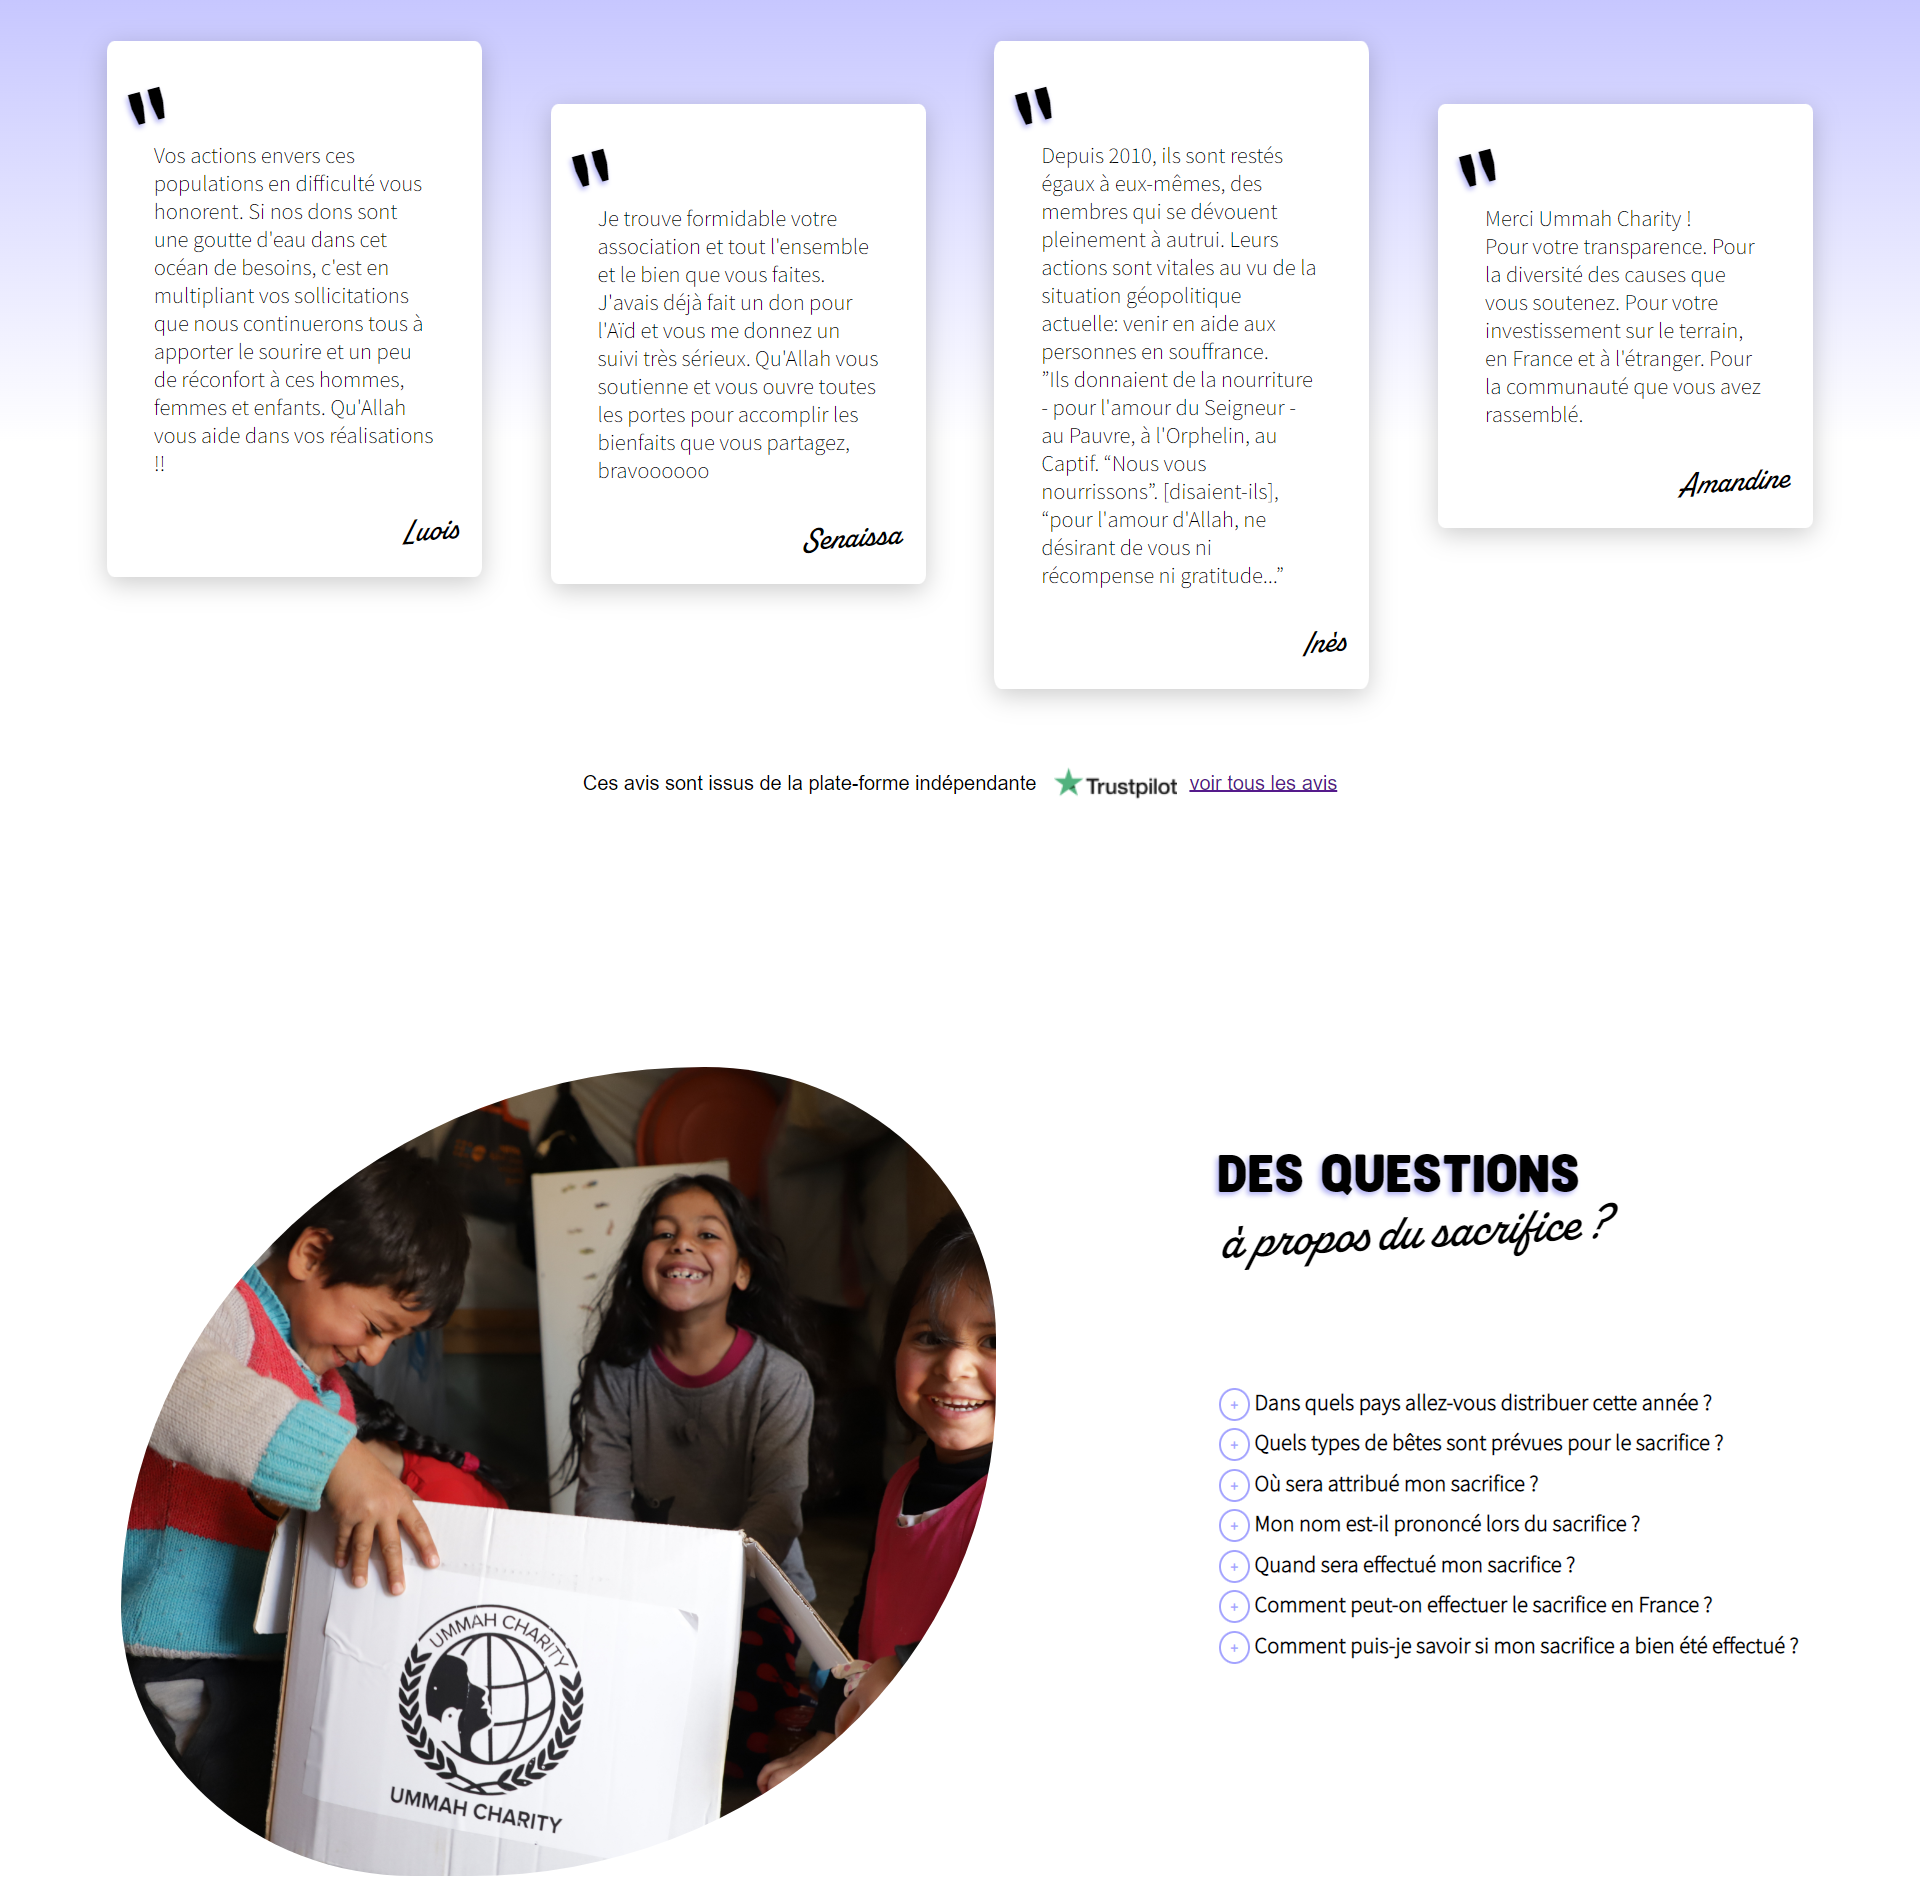 "
Vos actions envers ces
populations en difficulté vous
honorent. Si nos dons sont
une goutte d'eau dans cet
océan de besoins, c'est en
multipliant vos sollicitations
que nous continuerons tous à
apporter le sourire et un peu
de réconfort à ces hommes,
femmes et enfants. Qu'Allah
vous aide dans vos réalisations
!!
Luois
"
Je trouve formidable votre
association et tout l'ensemble
et le bien que vous faites.
J'avais déjà fait un don pour
l'Aïd et vous me donnez un
suivi très sérieux. Qu'Allah vous
soutienne et vous ouvre toutes
les portes pour accomplir les
bienfaits que vous partagez,
bravoooooo
Senaissa
"
Depuis 2010, ils sont restés
égaux à eux-mêmes, des
membres qui se dévouent
pleinement à autrui. Leurs
actions sont vitales au vu de la
situation géopolitique
actuelle: venir en aide aux
personnes en souffrance.
”Ils donnaient de la nourriture
- pour l'amour du Seigneur -
au Pauvre, à l'Orphelin, au
Captif. “Nous vous
nourrissons”. [disaient-ils],
“pour l'amour d'Allah, ne
désirant de vous ni
récompense ni gratitude...”
Inès
"
Merci Ummah Charity !
Pour votre transparence. Pour
la diversité des causes que
vous soutenez. Pour votre
investissement sur le terrain,
en France et à l'étranger. Pour
la communauté que vous avez
rassemblé.
Amandine
Ces avis sont issus de la plate-forme indépendante Trustpilot voir tous les avis
UMMAH CHARITY
UMMAH CHARITY
DES QUESTIONS
à propos du sacrifice ?
+ Dans quels pays allez-vous distribuer cette année ?
+ Quels types de bêtes sont prévues pour le sacrifice ?
+ Où sera attribué mon sacrifice ?
+ Mon nom est-il prononcé lors du sacrifice ?
+ Quand sera effectué mon sacrifice ?
+ Comment peut-on effectuer le sacrifice en France ?
+ Comment puis-je savoir si mon sacrifice a bien été effectué ?